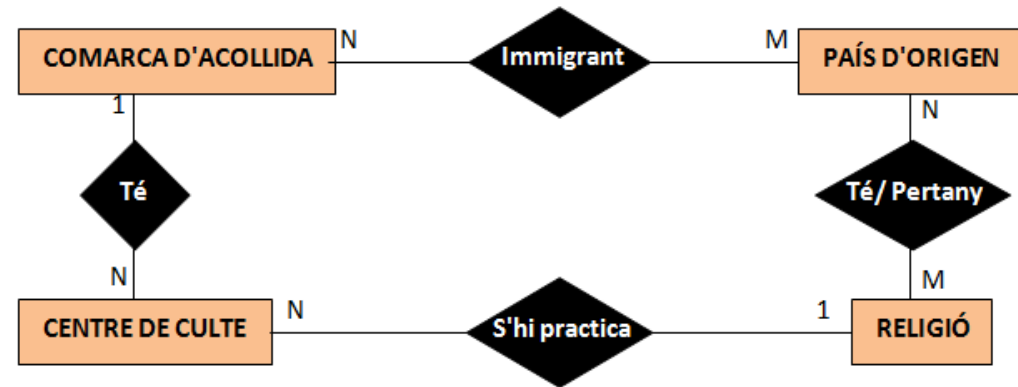 N
M
COMARCA D'ACOLLIDA
Immigrant
PAÍS D'ORIGEN
1
N
Té
Té/ Pertany
N
N
1
M
CENTRE DE CULTE
S'hi practica
RELIGIÓ